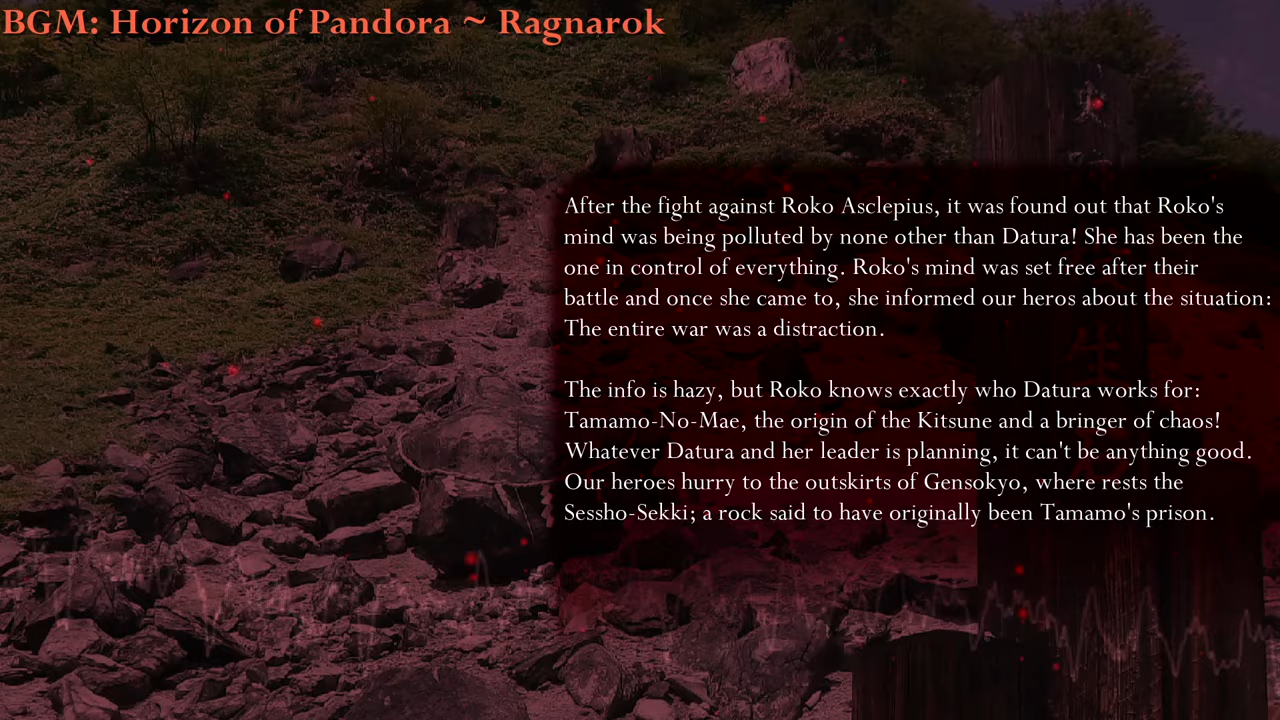 BGM: Horizon of Pandora ~ Ragnarok
After the fight against Roko Asclepius, it was found out that Roko's
mind was being polluted by none other than Datura! She has been the
one in control of everything. Roko's mind was set free after their
battle and once she came to, she informed our heros about the situation:
The entire war was a distraction.
The info is hazy, but Roko knows exactly who Datura works for:
Tamamo-No-Mae, the origin of the Kitsune and a bringer of chaos!
Whatever Datura and her leader is planning, it can't be anything good.
Our heroes hurry to the outskirts of Gensokyo, where rests the
Sessho-Sekki; a rock said to have originally been Tamamo's prison.